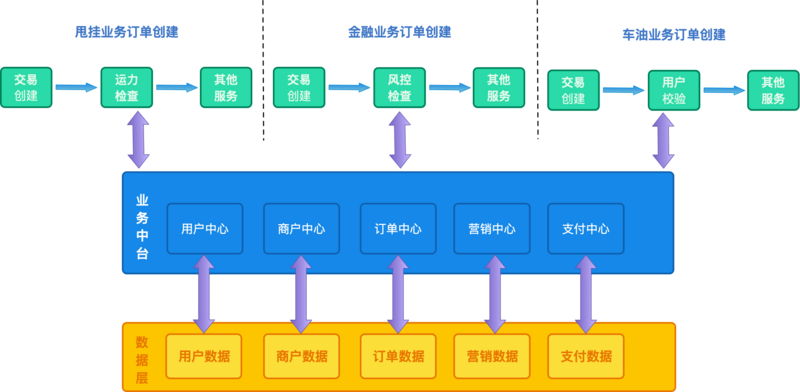 甩挂业务订单创建
金融业务订单创建
车油业务订单创建
交易
创建
运力
检查
其他
服务
交易
创建
风控
检查
其他
服务
交易
创建
用户
校验
其他
服务
业
务
中
台
用户中心
商户中心
订单中心
营销中心
支付中心
数
据
层
用户数据
商户数据
订单数据
营销数据
支付数据